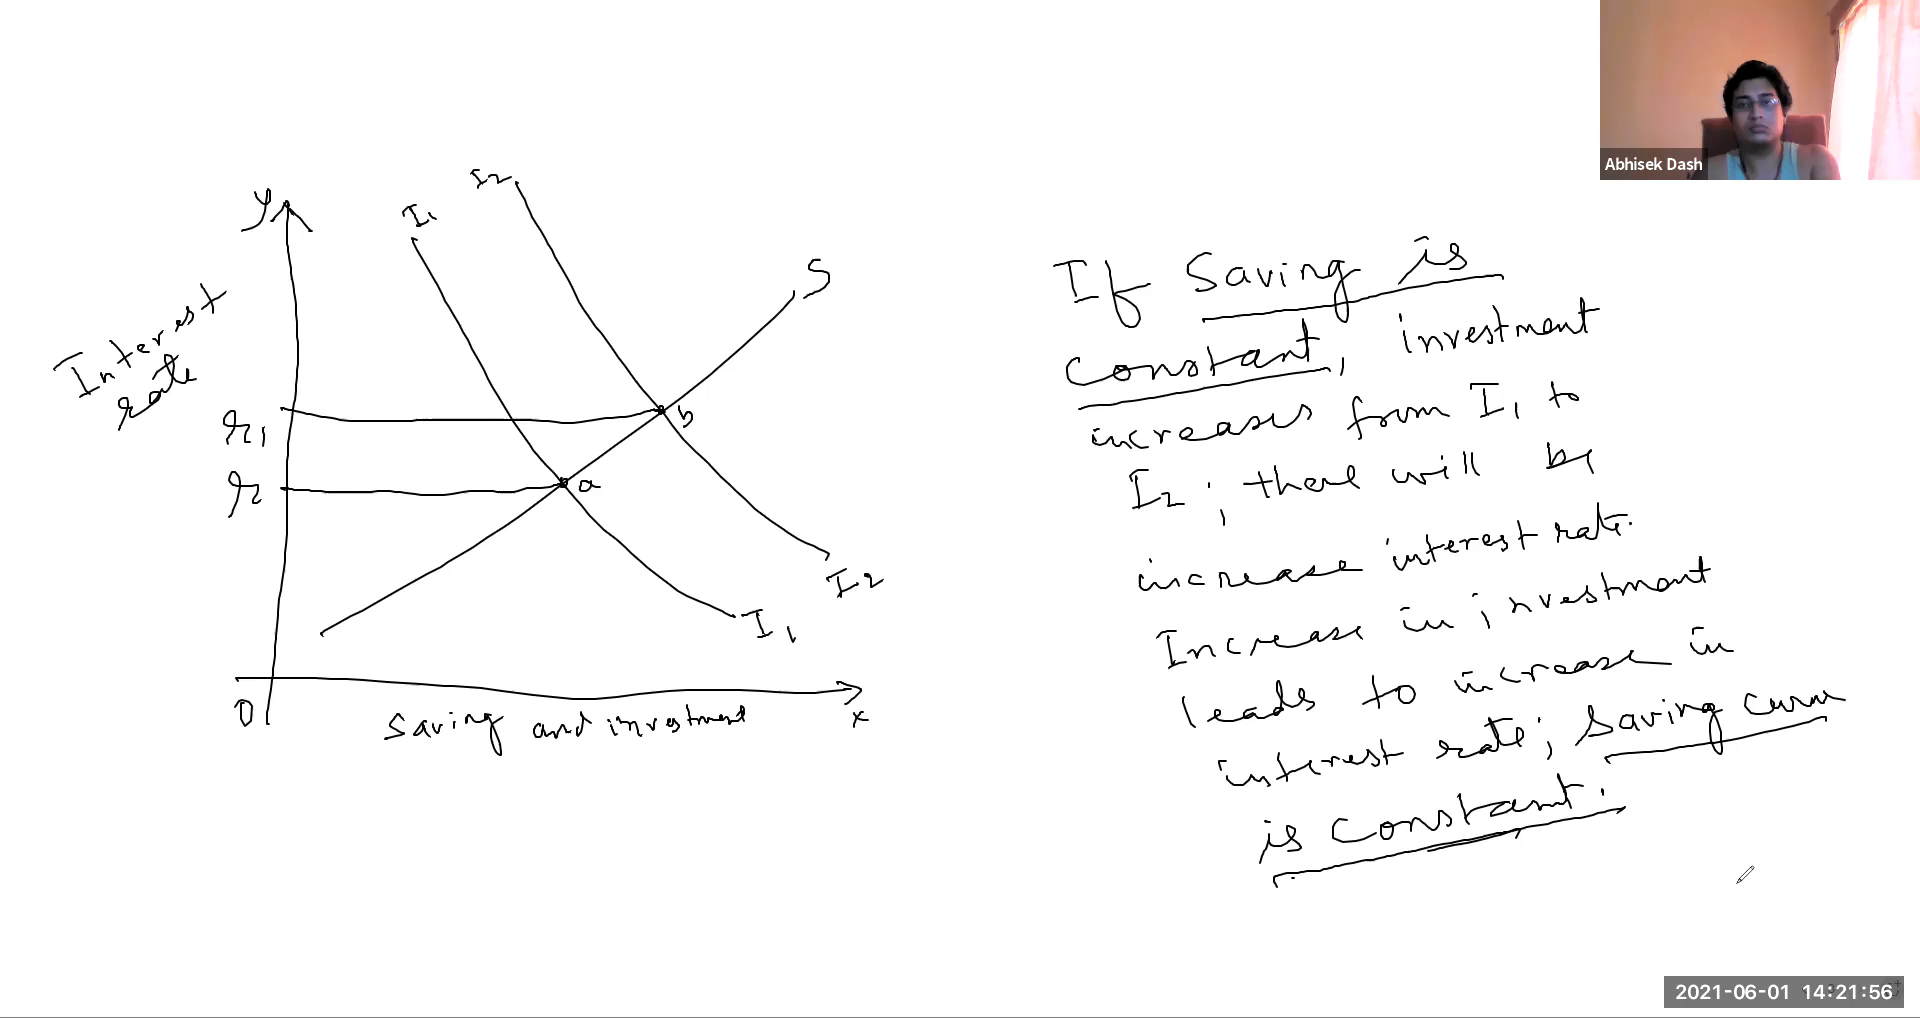 Abhisek Dash
I2
I1
y
S
Interest
rate
If Saving is
Constant, investment
increases from I1 to
I2; there will be
increase interest rate.
Increase in investment
leads to increase in
interest rate; Saving curve
is constant.
r1
b
r
a
I2
I1
O
x
Saving and investment
2021-06-01 14:21:56